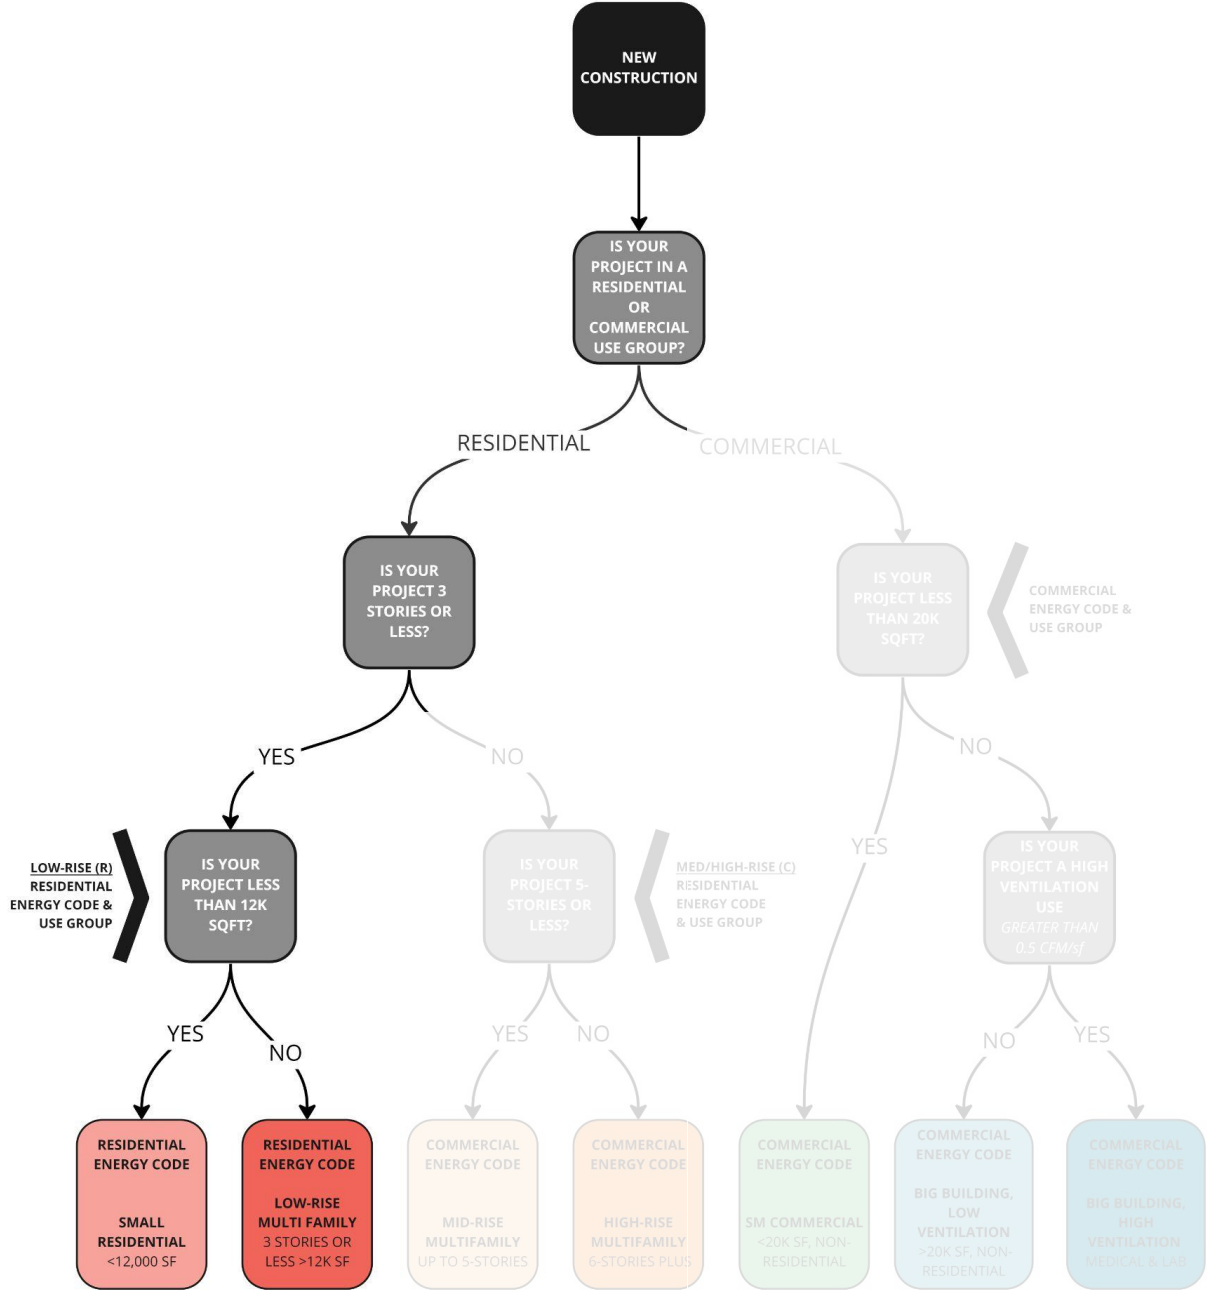 NEW
CONSTRUCTION
IS YOUR
PROJECT IN A
RESIDENTIAL
OR
COMMERCIAL
USE GROUP?
RESIDENTIAL
COMMERCIAL
IS YOUR
PROJECT 3
STORIES OR
LESS?
IS YOUR
PROJECT LESS
THAN 20K
SQFT?
COMMERCIAL
ENERGY CODE &
USE GROUP
YES
NO
NO
YES
LOW-RISE (R)
RESIDENTIAL
ENERGY CODE &
USE GROUP
IS YOUR
PROJECT LESS
THAN 12K
SQFT?
IS YOUR
PROJECT 5-
STORIES OR
LESS?
MED/HIGH-RISE (C)
RESIDENTIAL
ENERGY CODE
& USE GROUP
IS YOUR
PROJECT A HIGH
VENTILATION
USE
GREATER THAN
0.5 CFM/sf
YES
NO
YES
NO
NO
YES
RESIDENTIAL
ENERGY CODE
SMALL
RESIDENTIAL
<12,000 SF
RESIDENTIAL
ENERGY CODE
LOW-RISE
MULTI FAMILY
3 STORIES OR
LESS >12K SF
COMMERCIAL
ENERGY CODE
MID-RISE
MULTIFAMILY
UP TO 5-STORIES
COMMERCIAL
ENERGY CODE
HIGH-RISE
MULTIFAMILY
6-STORIES PLUS
COMMERCIAL
ENERGY CODE
SM COMMERCIAL
<20K SF, NON-
RESIDENTIAL
COMMERCIAL
ENERGY CODE
BIG BUILDING,
LOW
VENTILATION
>20K SF, NON-
RESIDENTIAL
COMMERCIAL
ENERGY CODE
BIG BUILDING,
HIGH
VENTILATION
MEDICAL & LAB